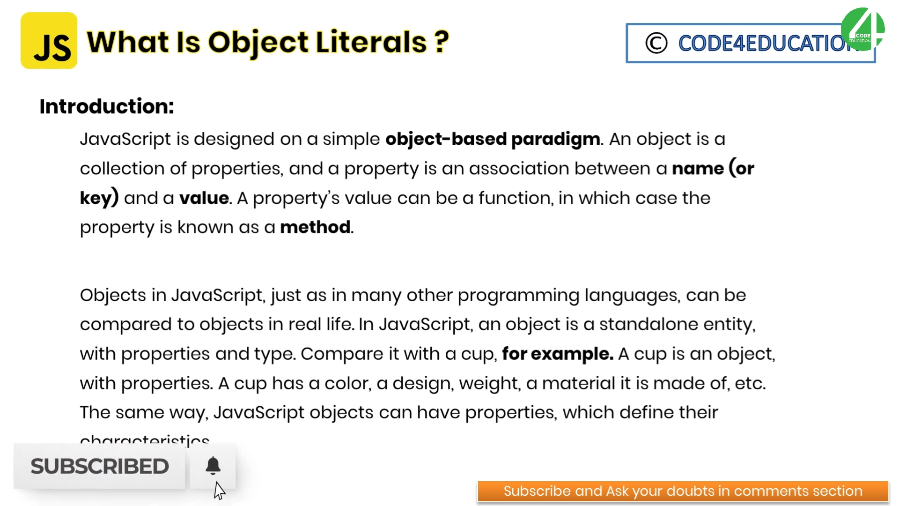 JS What Is Object Literals ?
© CODE4EDUCATION
4 CODE
Introduction:
JavaScript is designed on a simple object-based paradigm. An object is a
collection of properties, and a property is an association between a name (or
key) and a value. A property's value can be a function, in which case the
property is known as a method.
Objects in JavaScript, just as in many other programming languages, can be
compared to objects in real life. In JavaScript, an object is a standalone entity,
with properties and type. Compare it with a cup, for example. A cup is an object,
with properties. A cup has a color, a design, weight, a material it is made of, etc.
The same way, JavaScript objects can have properties, which define their
characteristics.
SUBSCRIBED
Subscribe and Ask your doubts in comments section